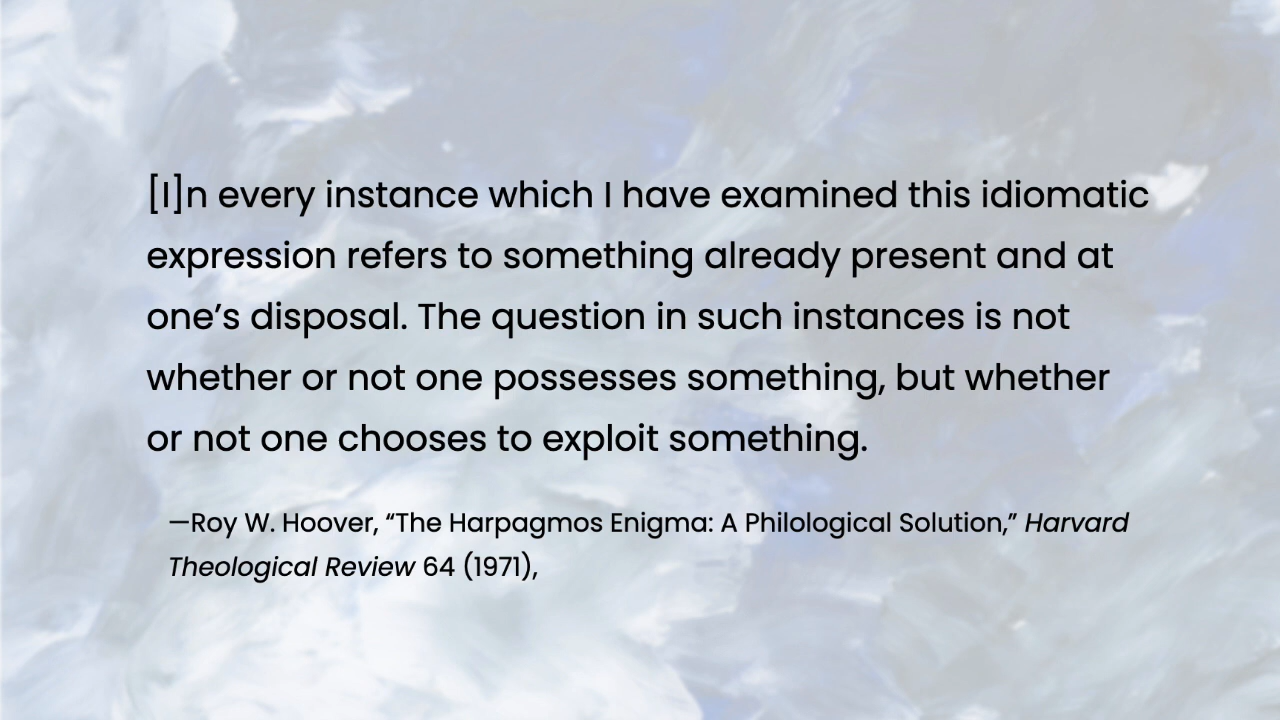 [I]n every instance which I have examined this idiomatic
expression refers to something already present and at
one’s disposal. The question in such instances is not
whether or not one possesses something, but whether
or not one chooses to exploit something.
—Roy W. Hoover, “The Harpagmos Enigma: A Philological Solution,” Harvard
Theological Review 64 (1971),